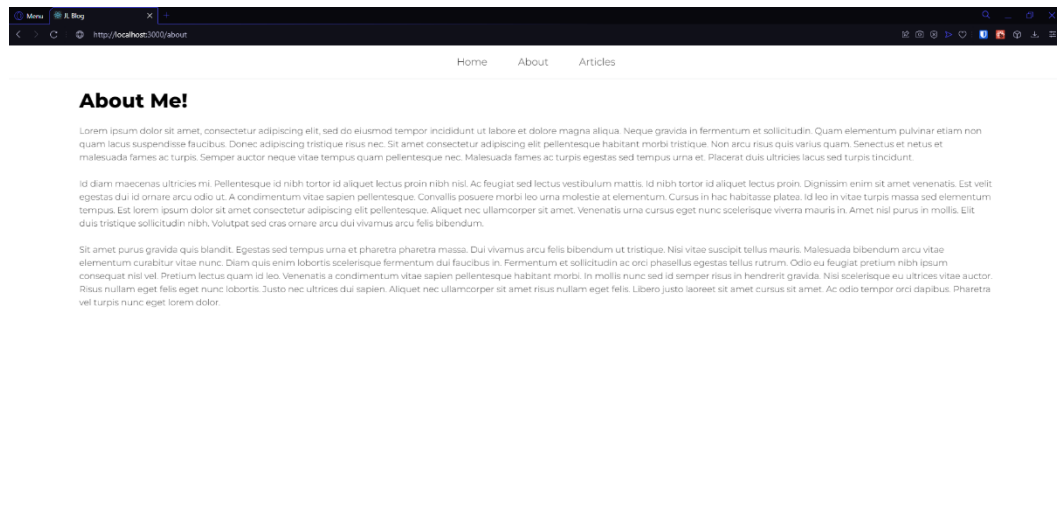 Menu JL Blog
http://localhost:3000/about
Home About Articles
About Me!
Lorem ipsum dolor sit amet, consectetur adipiscing elit, sed do eiusmod tempor incididunt ut labore et dolore magna aliqua. Neque gravida in fermentum et sollicitudin. Quam elementum pulvinar etiam non
quam lacus suspendisse faucibus. Donec adipiscing tristique risus nec. Sit amet consectetur adipiscing elit pellentesque habitant morbi tristique. Non arcu risus quis varius quam. Senectus et netus et
malesuada fames ac turpis. Semper auctor neque vitae tempus quam pellentesque nec. Malesuada fames ac turpis egestas sed tempus urna et. Placerat duis ultricies lacus sed turpis tincidunt.
Id diam maecenas ultricies mi. Pellentesque id nibh tortor id aliquet lectus proin nibh nisl. Ac feugiat sed lectus vestibulum mattis. Id nibh tortor id aliquet lectus proin. Dignissim enim sit amet venenatis. Est velit
egestas dui id ornare arcu odio ut. A condimentum vitae sapien pellentesque. Convallis posuere morbi leo urna molestie at elementum. Cursus in hac habitasse platea. Id leo in vitae turpis massa sed elementum
tempus. Est lorem ipsum dolor sit amet consectetur adipiscing elit pellentesque. Aliquet nec ullamcorper sit amet. Venenatis urna cursus eget nunc scelerisque viverra mauris in. Amet nisl purus in mollis. Elit
duis tristique sollicitudin nibh. Volutpat sed cras ornare arcu dui vivamus arcu felis bibendum.
Sit amet purus gravida quis blandit. Egestas sed tempus urna et pharetra pharetra massa. Dui vivamus arcu felis bibendum ut tristique. Nisi vitae suscipit tellus mauris. Malesuada bibendum arcu vitae
elementum curabitur vitae nunc. Diam quis enim lobortis scelerisque fermentum dui faucibus in. Fermentum et sollicitudin ac orci phasellus egestas tellus rutrum. Odio eu feugiat pretium nibh ipsum
consequat nisl vel. Pretium lectus quam id leo. Venenatis a condimentum vitae sapien pellentesque habitant morbi. In mollis nunc sed id semper risus in hendrerit gravida. Nisi scelerisque eu ultrices vitae auctor.
Risus nullam eget felis eget nunc lobortis. Justo nec ultrices dui sapien. Aliquet nec ullamcorper sit amet risus nullam eget felis. Libero justo laoreet sit amet cursus sit amet. Ac odio tempor orci dapibus. Pharetra
vel turpis nunc eget lorem dolor.